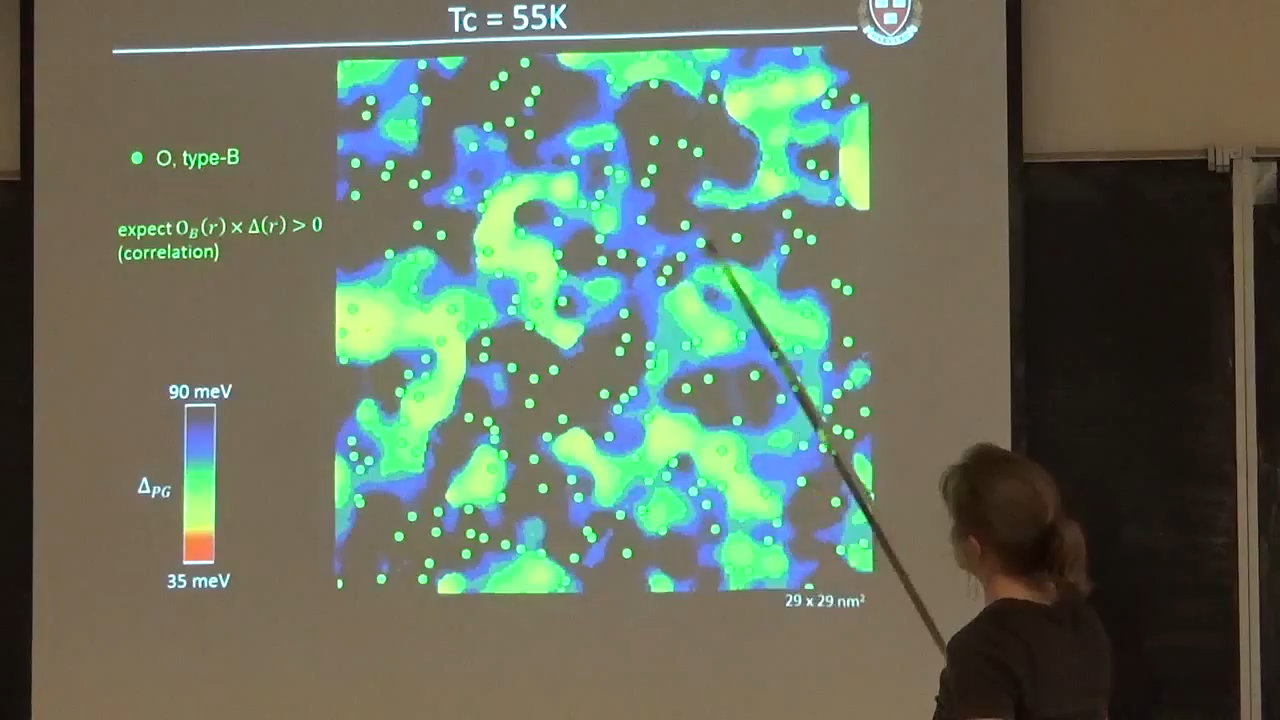 Tc = 55K
O, type-B
expect O_B(r) × Δ(r) > 0
(correlation)
90 meV
Δ_PG
35 meV
29 x 29 nm²